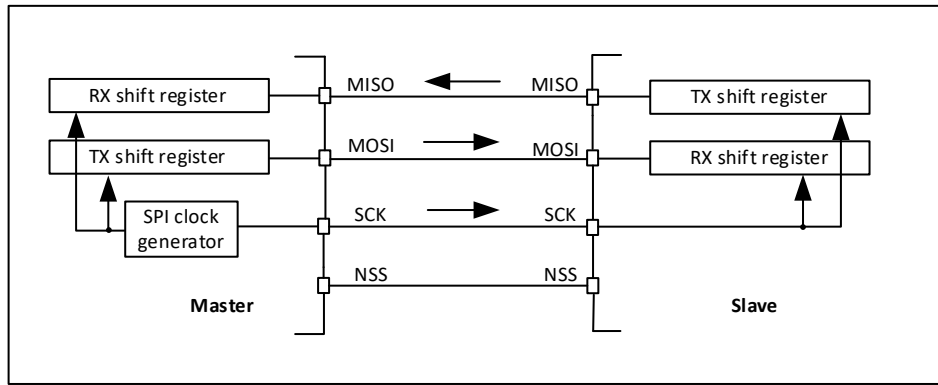 MISO MISO
RX shift register TX shift register
MOSI MOSI
TX shift register RX shift register
SCK SCK
SPI clock
generator
NSS NSS
Master Slave